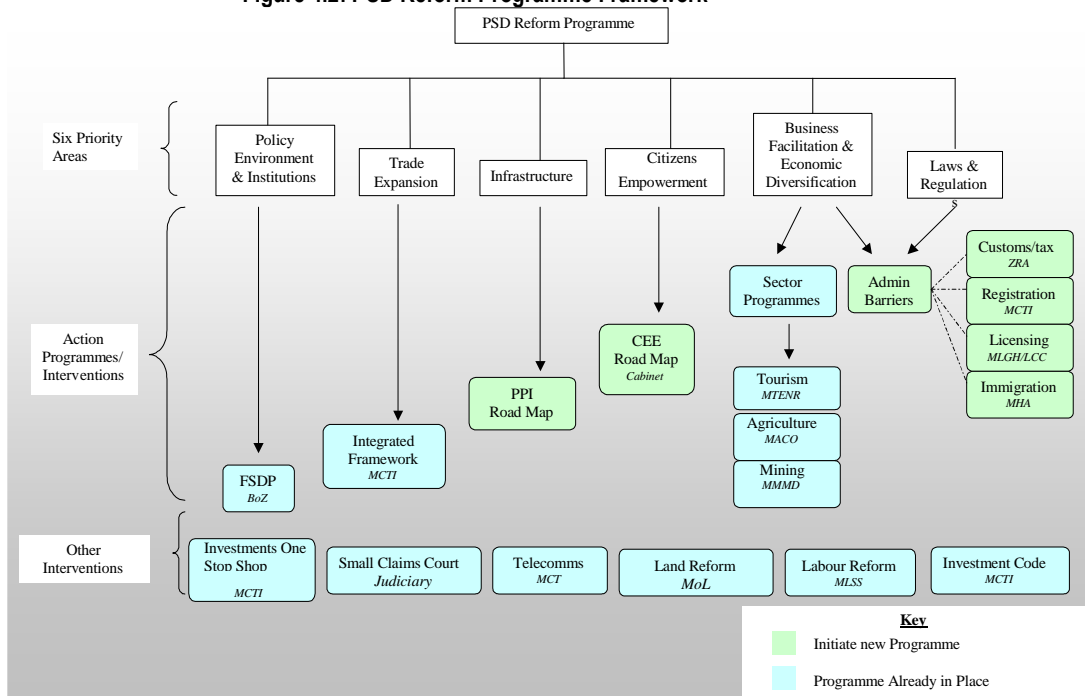 Figure 4.2: PSD Reform Programme Framework
PSD Reform Programme
Six Priority
Areas
Policy
Environment
& Institutions
Trade
Expansion
Infrastructure
Citizens
Empowerment
Business
Facilitation &
Economic
Diversification
Laws &
Regulation
s
Action
Programmes/
Interventions
FSDP
BoZ
Integrated
Framework
MCTI
PPI
Road Map
CEE
Road Map
Cabinet
Sector
Programmes
Tourism
MTENR
Agriculture
MACO
Mining
MMMD
Admin
Barriers
Customs/tax
ZRA
Registration
MCTI
Licensing
MLGH/LCC
Immigration
MHA
Other
Interventions
Investments One
Stop Shop
MCTI
Small Claims Court
Judiciary
Telecomms
MCT
Land Reform
MoL
Labour Reform
MLSS
Investment Code
MCTI
Key
Initiate new Programme
Programme Already in Place